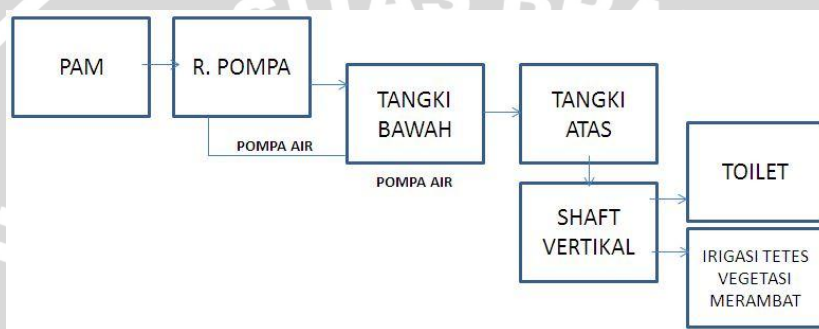 PAM
R. POMPA
POMPA AIR
TANGKI
BAWAH
POMPA AIR
TANGKI
ATAS
SHAFT
VERTIKAL
TOILET
IRIGASI TETES
VEGETASI
MERAMBAT